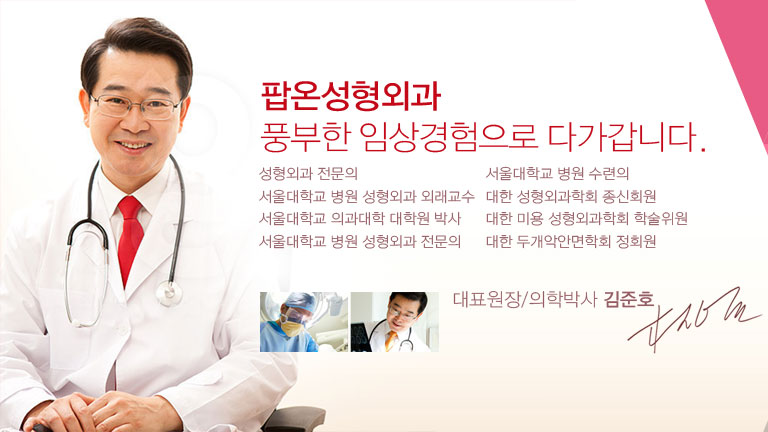 팝온성형외과
풍부한 임상경험으로 다가갑니다.
성형외과 전문의
서울대학교 병원 성형외과 외래교수
서울대학교 의과대학 대학원 박사
서울대학교 병원 성형외과 전문의
서울대학교 병원 수련의
대한 성형외과학회 종신회원
대한 미용 성형외과학회 학술위원
대한 두개악안면학회 정회원
대표원장/의학박사 김준호